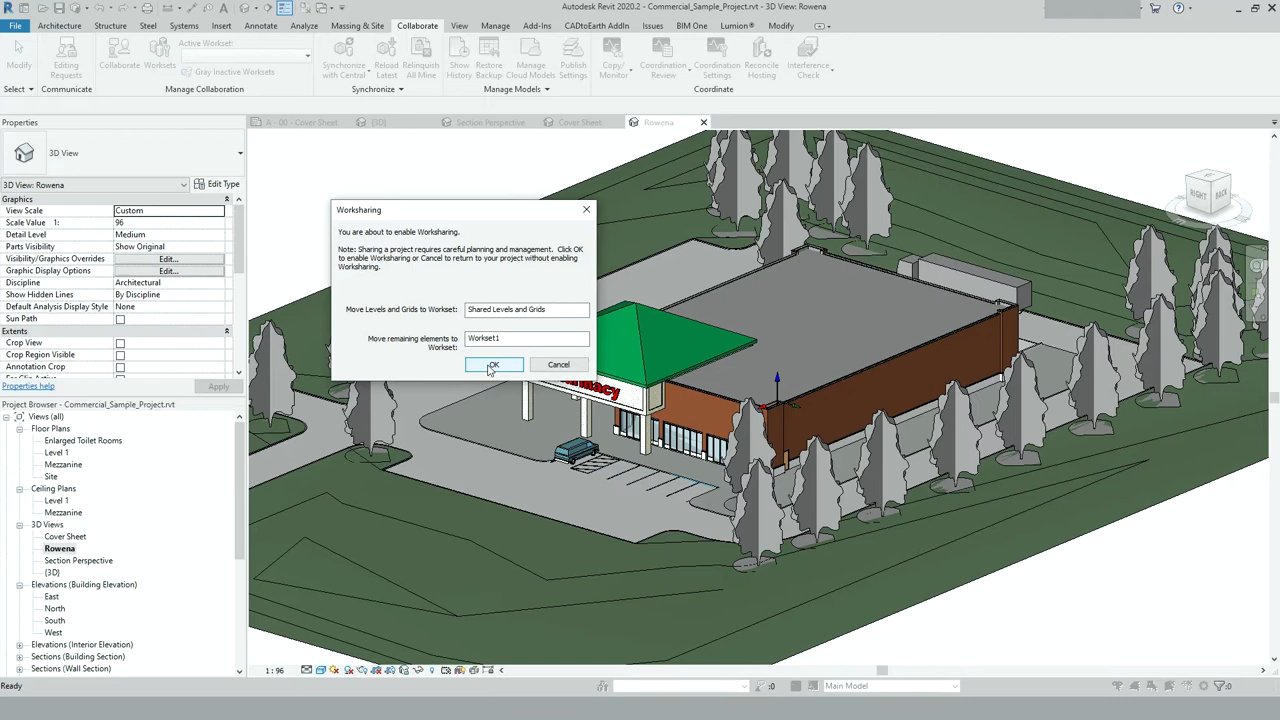 Autodesk Revit 2020.2 - Commercial_Sample_Project.rvt
File Architecture Structure Steel Systems Insert Annotate Analyze Massing & Site Collaborate View Manage Add-Ins CADtoEarth AddIn Issues BIM One Lumion® Modify
Modify
Editing Requests
Collaborate
Worksets
Active Workset:
Gray Inactive Worksets
Synchronize with Central
Reload Latest
Relinquish All Mine
Show History
Restore Backup
Manage Cloud Models
Publish Settings
Copy/ Monitor
Coordination Review
Coordination Settings
Reconcile Hosting
Interference Check
Select Communicate Manage Collaboration Synchronize Manage Models Coordinate
Properties
A - 00 - Cover Sheet {3D} Section Perspective Cover Sheet Rowena
3D View
3D View: Rowena Edit Type
Graphics
View Scale Custom
Scale Value 1: 96
Detail Level Medium
Parts Visibility Show Original
Visibility/Graphics Overrides Edit...
Graphic Display Options Edit...
Discipline Architectural
Show Hidden Lines By Discipline
Default Analysis Display Style None
Sun Path
Extents
Crop View
Crop Region Visible
Properties help Apply
Project Browser - Commercial_Sample_Project.rvt
Views (all)
Floor Plans
Enlarged Toilet Rooms
Level 1
Mezzanine
Site
Ceiling Plans
Level 1
Mezzanine
3D Views
Cover Sheet
Rowena
Section Perspective
{3D}
Elevations (Building Elevation)
East
North
South
West
Elevations (Interior Elevation)
Sections (Building Section)
Sections (Wall Section)
Worksharing
You are about to enable Worksharing.
Note: Sharing a project requires careful planning and management. Click OK
to enable Worksharing or Cancel to return to your project without enabling
Worksharing.
Move Levels and Grids to Workset: Shared Levels and Grids
Move remaining elements to Workset: Workset1
OK Cancel
RIGHT BACK
1 : 96
Ready :0 Main Model :0